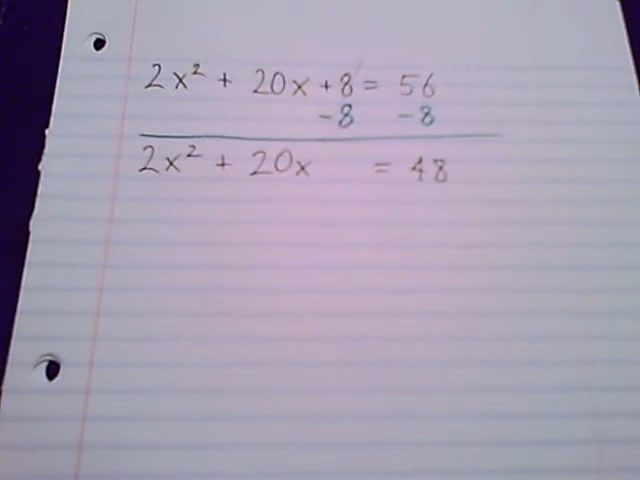 2x² + 20x + 8 = 56
-8 -8
2x² + 20x = 48